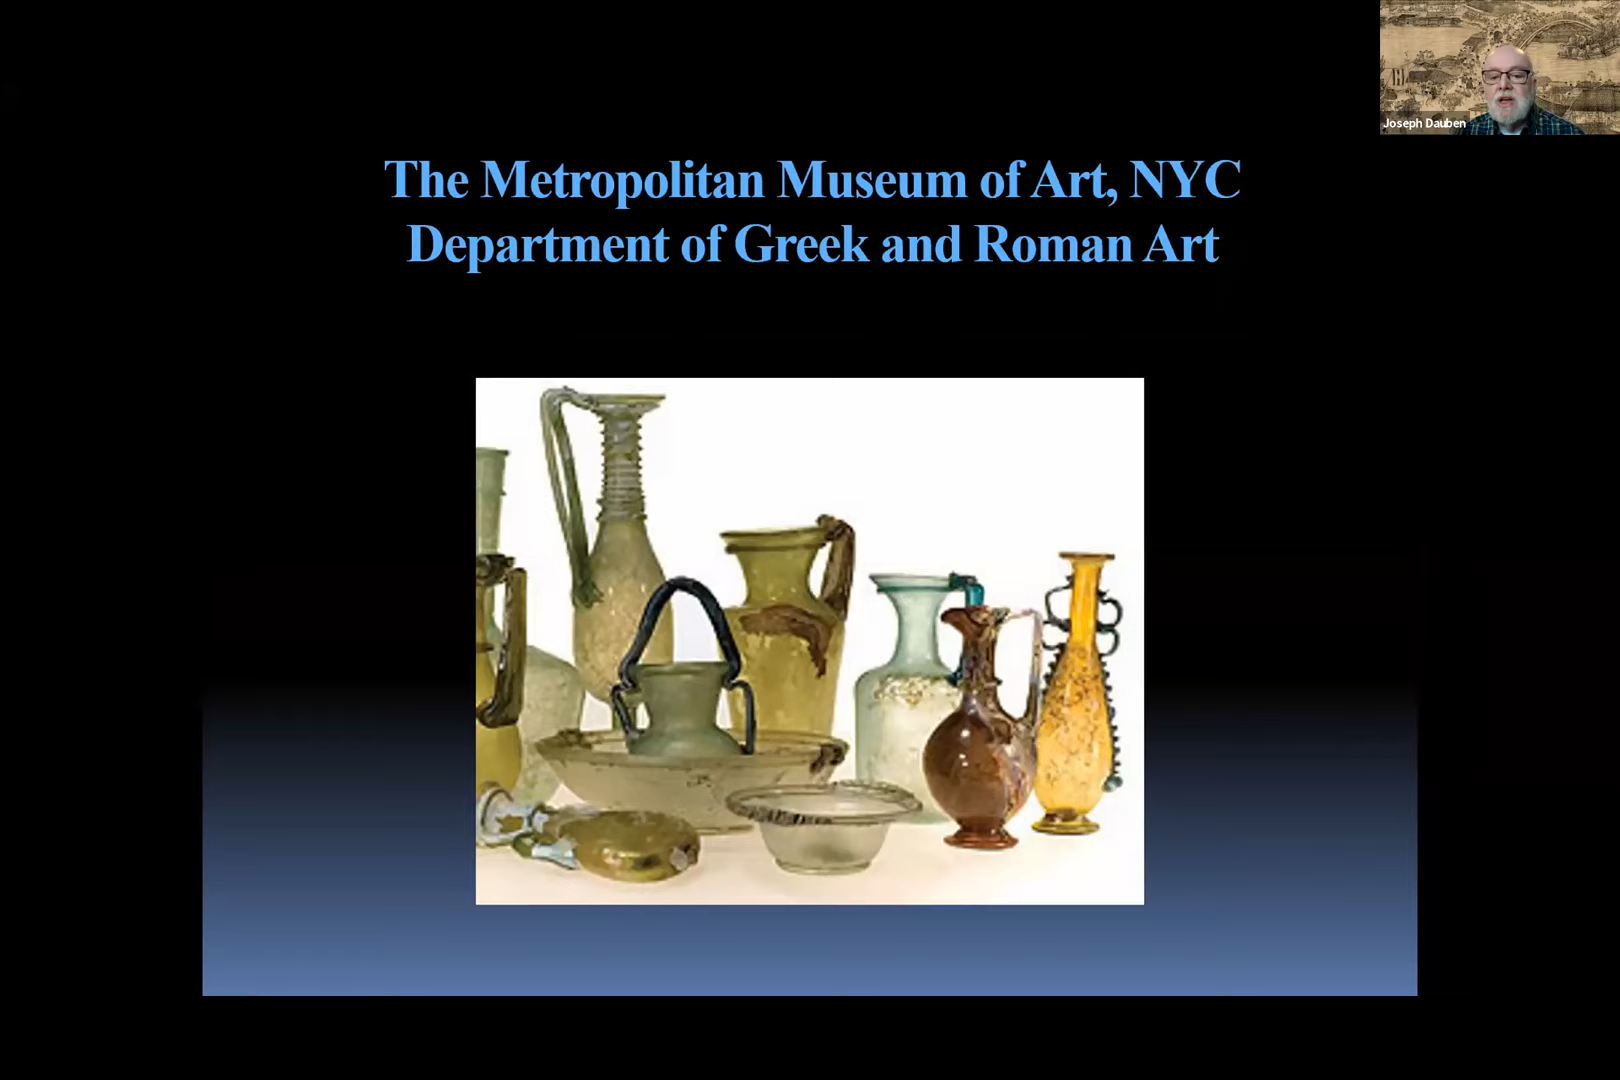 Joseph Dauben
The Metropolitan Museum of Art, NYC
Department of Greek and Roman Art